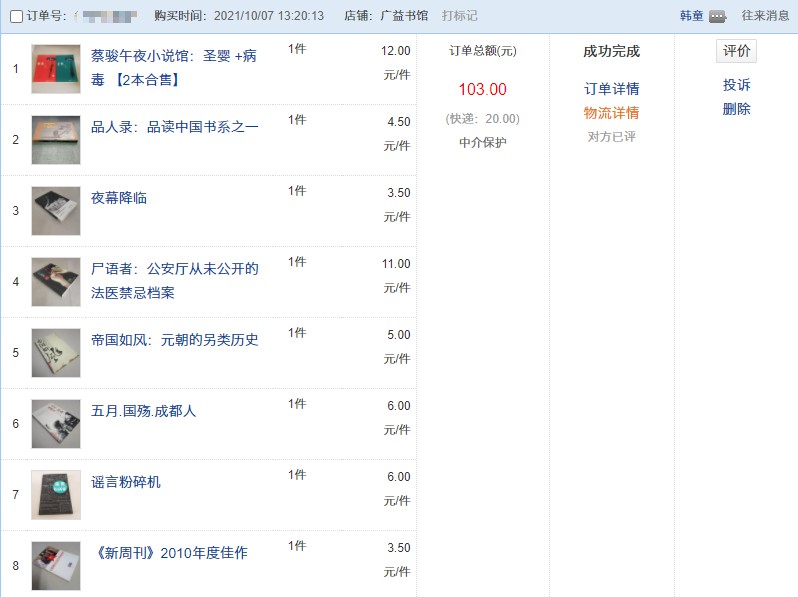 订单号： 购买时间：2021/10/07 13:20:13 店铺：广益书馆 打标记 韩童 往来消息
1 蔡骏午夜小说馆：圣婴 +病毒 【2本合售】 1件 12.00 元/件
2 品人录：品读中国书系之一 1件 4.50 元/件
3 夜幕降临 1件 3.50 元/件
4 尸语者：公安厅从未公开的法医禁忌档案 1件 11.00 元/件
5 帝国如风：元朝的另类历史 1件 5.00 元/件
6 五月.国殇.成都人 1件 6.00 元/件
7 谣言粉碎机 1件 6.00 元/件
8 《新周刊》2010年度佳作 1件 3.50 元/件
订单总额(元)
103.00
(快递：20.00)
中介保护
成功完成
订单详情
物流详情
对方已评
评价
投诉
删除